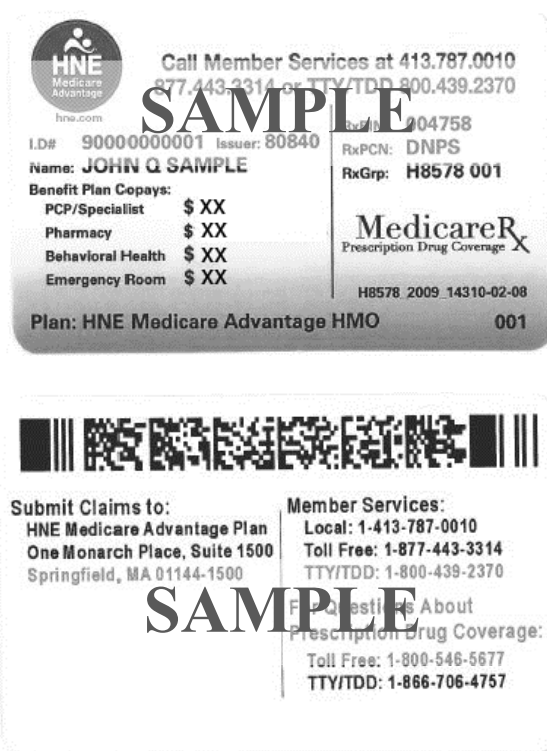 HNE
Medicare
Advantage
hne.com
Call Member Services at 413.787.0010
877.443.3314 or TTY/TDD 800.439.2370
SAMPLE
I.D# 90000000001 Issuer: 80840
Name: JOHN Q SAMPLE
Benefit Plan Copays:
PCP/Specialist $ XX
Pharmacy $ XX
Behavioral Health $ XX
Emergency Room $ XX
RxBIN: 004758
RxPCN: DNPS
RxGrp: H8578 001
MedicareRx
Prescription Drug Coverage
H8578_2009_14310-02-08
Plan: HNE Medicare Advantage HMO 001
Submit Claims to:
HNE Medicare Advantage Plan
One Monarch Place, Suite 1500
Springfield, MA 01144-1500
Member Services:
Local: 1-413-787-0010
Toll Free: 1-877-443-3314
TTY/TDD: 1-800-439-2370
SAMPLE
For Questions About
Prescription Drug Coverage:
Toll Free: 1-800-546-5677
TTY/TDD: 1-866-706-4757